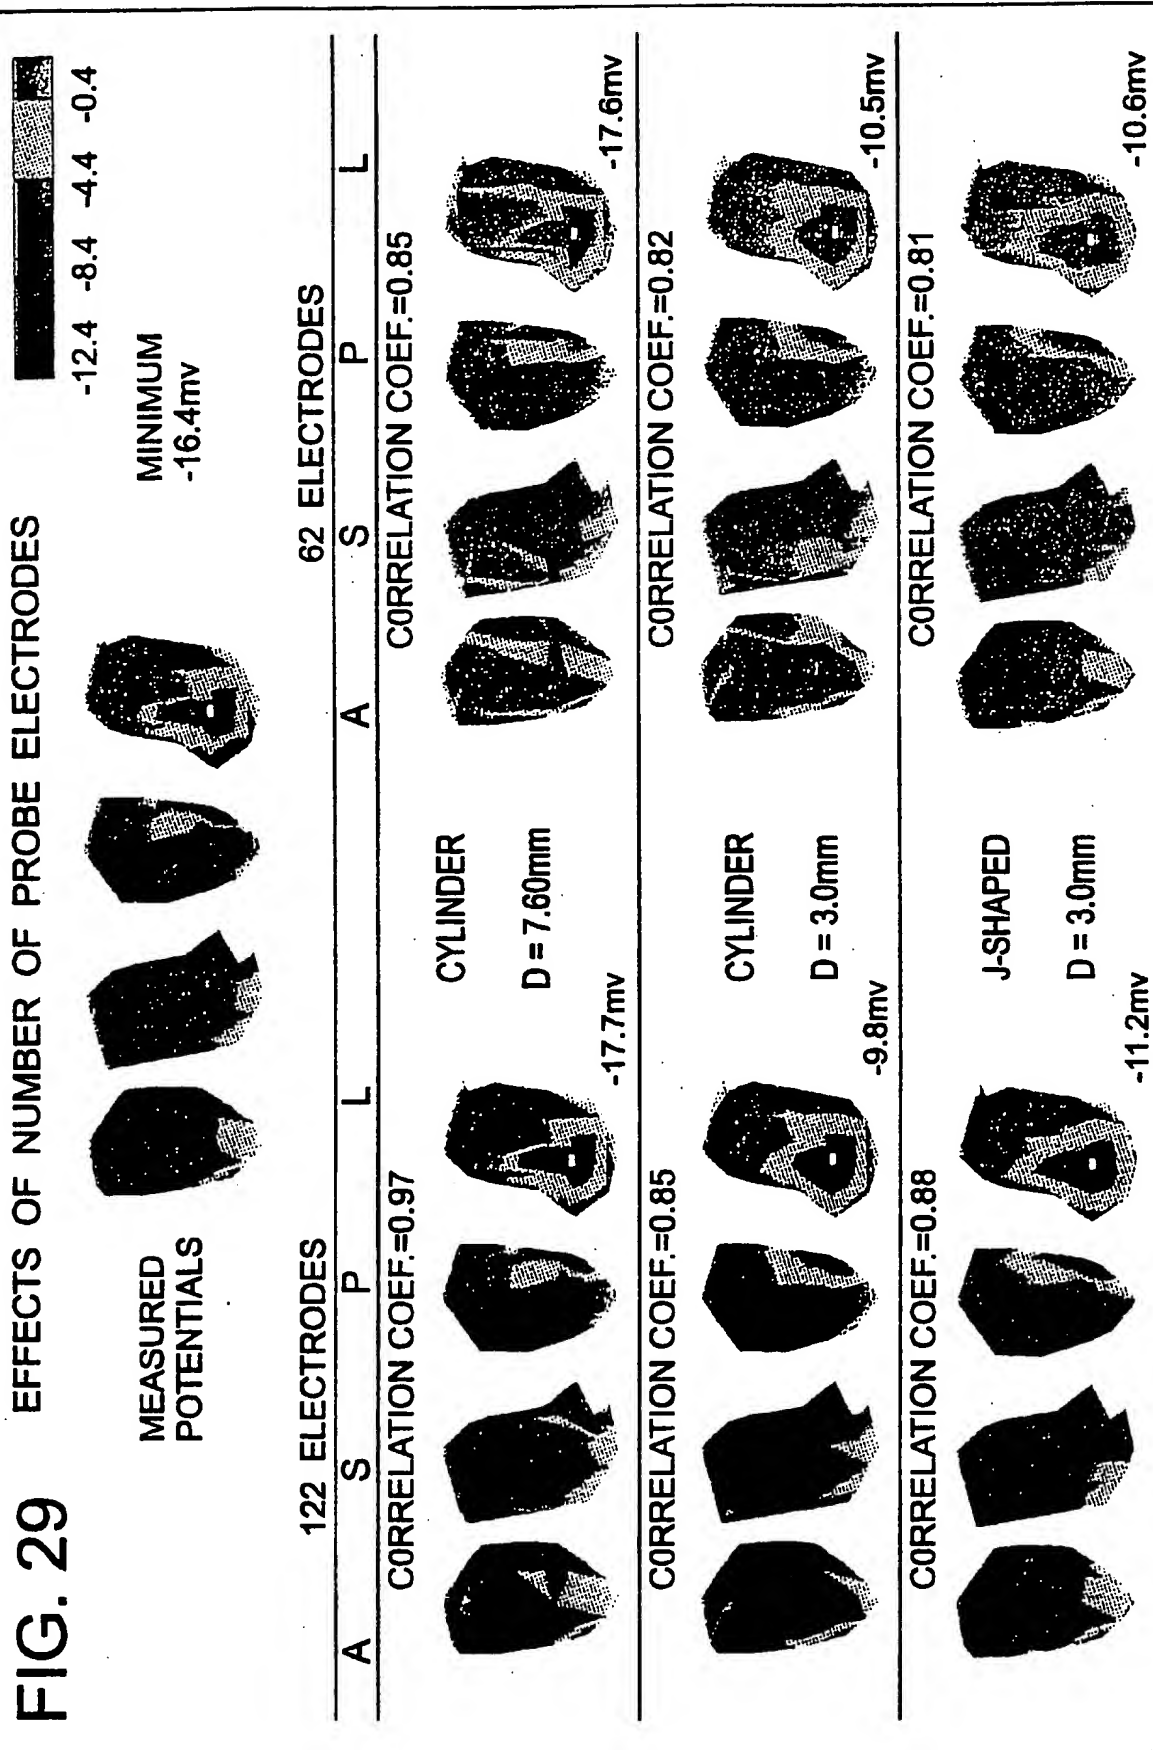 FIG. 29 EFFECTS OF NUMBER OF PROBE ELECTRODES
-12.4 -8.4 -4.4 -0.4
MEASURED
POTENTIALS
MINIMUM
-16.4mv
122 ELECTRODES 62 ELECTRODES
A S P L A S P L
CORRELATION COEF.=0.97 CORRELATION COEF.=0.85
CYLINDER
D = 7.60mm
-17.7mv -17.6mv
CORRELATION COEF.=0.85 CORRELATION COEF.=0.82
CYLINDER
D = 3.0mm
-9.8mv -10.5mv
CORRELATION COEF.=0.88 CORRELATION COEF.=0.81
J-SHAPED
D = 3.0mm
-11.2mv -10.6mv